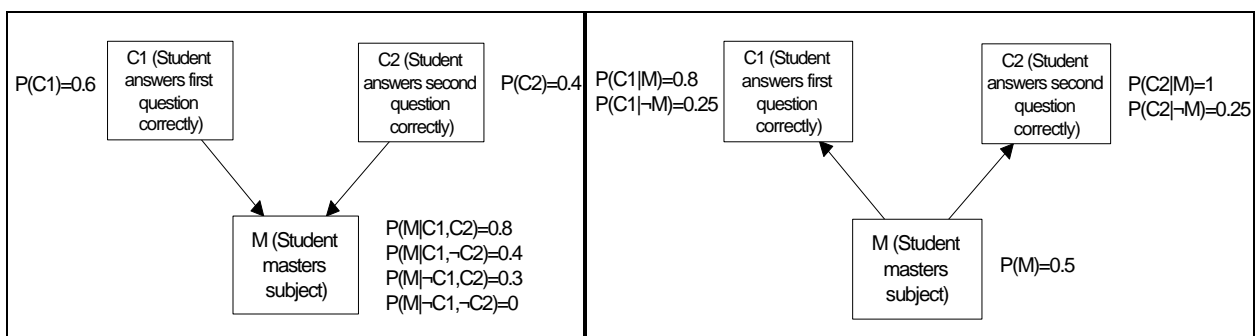 P(C1)=0.6
C1 (Student
answers first
question
correctly)
C2 (Student
answers second
question
correctly)
P(C2)=0.4
M (Student
masters
subject)
P(M|C1,C2)=0.8
P(M|C1,¬C2)=0.4
P(M|¬C1,C2)=0.3
P(M|¬C1,¬C2)=0
P(C1|M)=0.8
P(C1|¬M)=0.25
C1 (Student
answers first
question
correctly)
C2 (Student
answers second
question
correctly)
P(C2|M)=1
P(C2|¬M)=0.25
M (Student
masters
subject)
P(M)=0.5